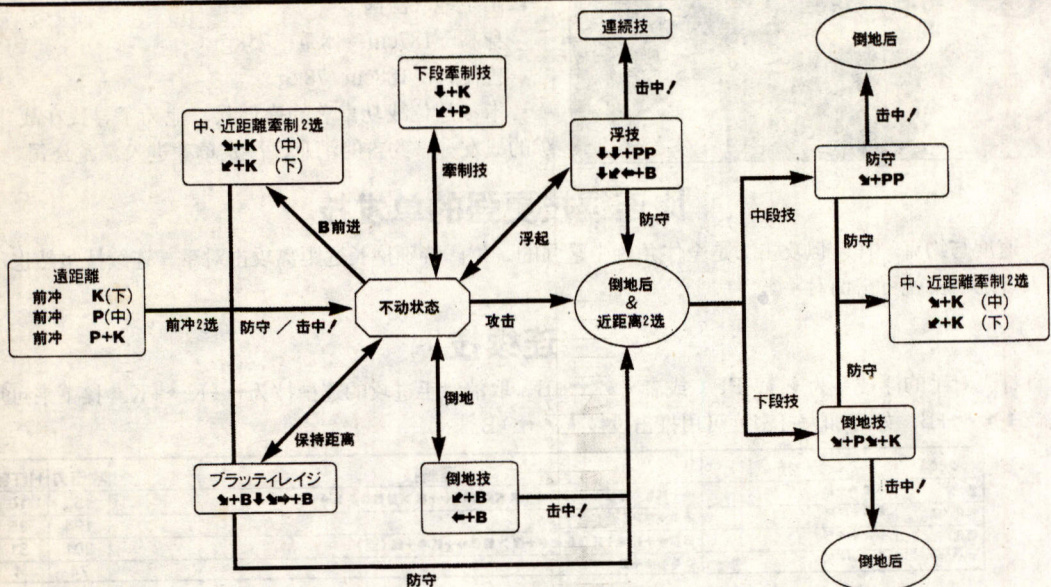 連続技
倒地后
击中!
击中!
下段牽制技
⬇+K
⬋+P
中、近距離牽制2选
⬊+K (中)
⬋+K (下)
浮技
⬇⬇+PP
⬇⬋⬅+B
防守
⬊+PP
牽制技
B前进
浮起
防守
中段技
防守
遠距離
前冲 K(下)
前冲 P(中)
前冲 P+K
前冲2选
防守/击中!
不动状态
攻击
倒地后
&
近距离2选
中、近距離牽制2选
⬊+K (中)
⬋+K (下)
防守
下段技
保持距离
倒地
ブラッティレイジ
⬊+B⬇⬊➡+B
倒地技
⬋+B
⬅+B
击中!
倒地技
⬊+P⬊+K
击中!
倒地后
防守